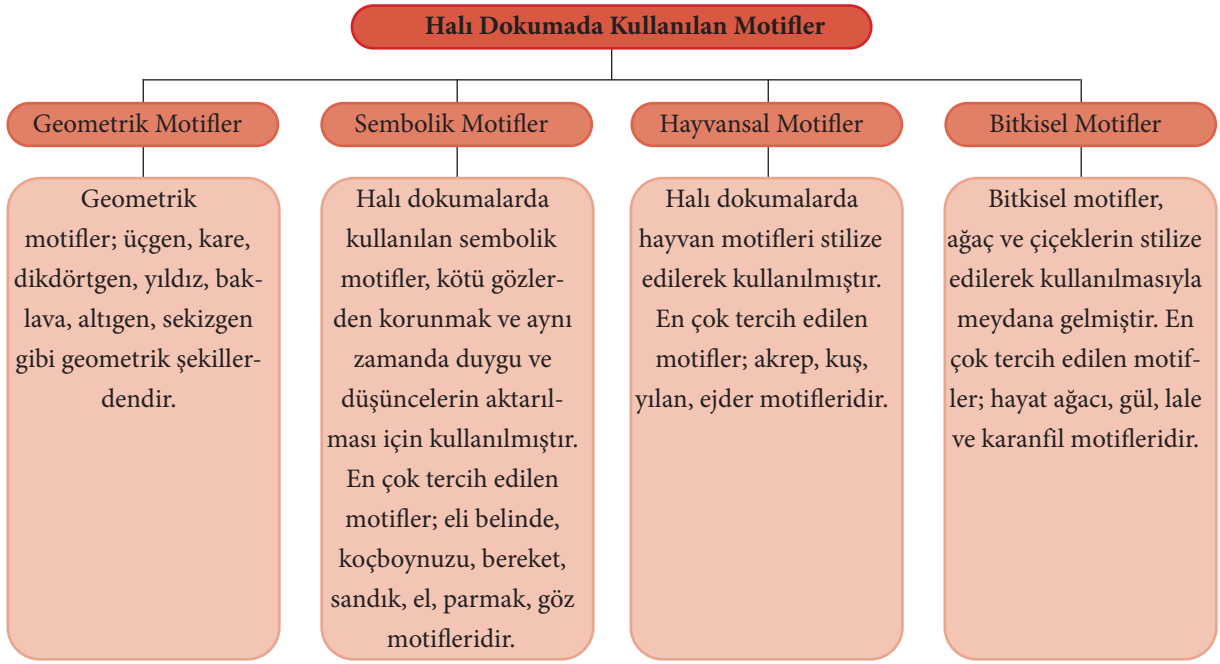 Halı Dokumada Kullanılan Motifler
Geometrik Motifler
Geometrik
motifler; üçgen, kare,
dikdörtgen, yıldız, bak-
lava, altıgen, sekizgen
gibi geometrik şekiller-
dendir.
Sembolik Motifler
Halı dokumalarda
kullanılan sembolik
motifler, kötü gözler-
den korunmak ve aynı
zamanda duygu ve
düşüncelerin aktarıl-
ması için kullanılmıştır.
En çok tercih edilen
motifler; eli belinde,
koçboynuzu, bereket,
sandık, el, parmak, göz
motifleridir.
Hayvansal Motifler
Halı dokumalarda
hayvan motifleri stilize
edilerek kullanılmıştır.
En çok tercih edilen
motifler; akrep, kuş,
yılan, ejder motifleridir.
Bitkisel Motifler
Bitkisel motifler,
ağaç ve çiçeklerin stilize
edilerek kullanılmasıyla
meydana gelmiştir. En
çok tercih edilen motif-
ler; hayat ağacı, gül, lale
ve karanfil motifleridir.